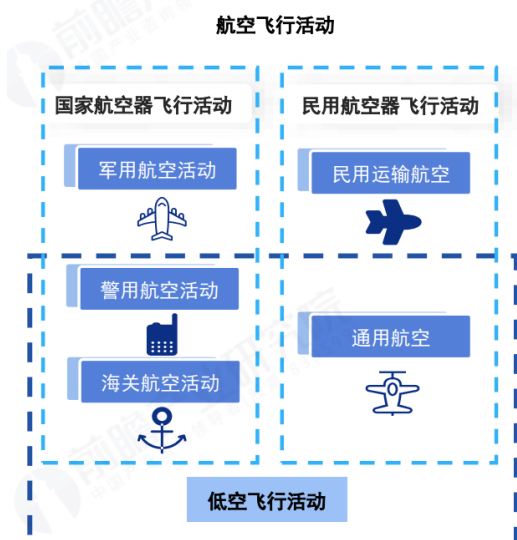 航空飞行活动
国家航空器飞行活动
民用航空器飞行活动
军用航空活动
民用运输航空
警用航空活动
通用航空
海关航空活动
低空飞行活动